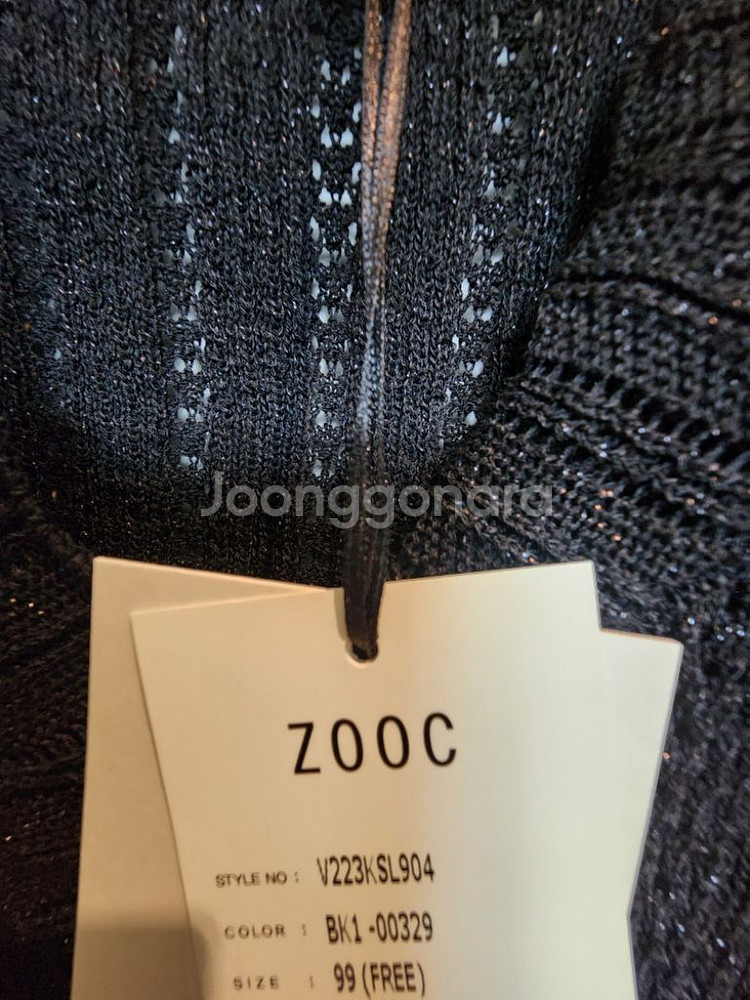 Joonggonara
ZOOC
STYLE NO : V223KSL904
COLOR : BK1 -00329
SIZE : 99 (FREE)